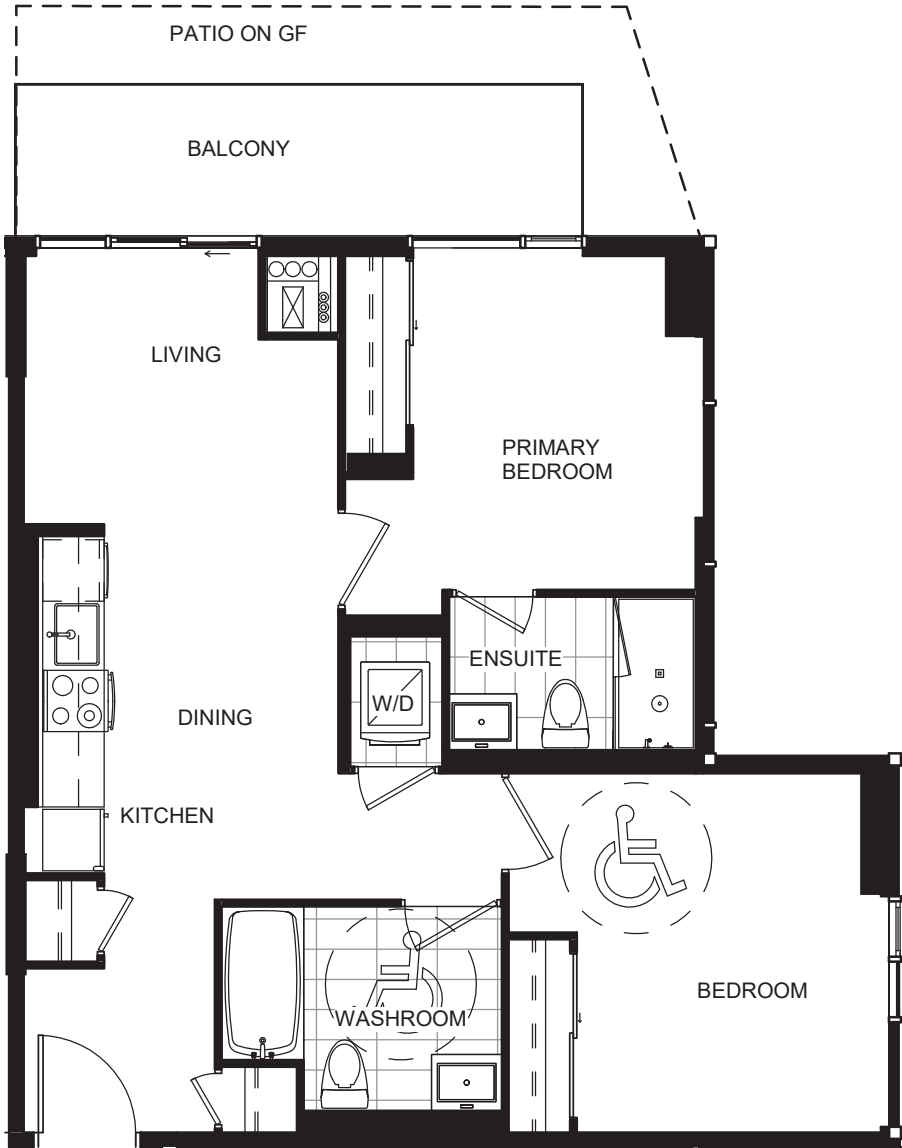 PATIO ON GF
BALCONY
LIVING
PRIMARY
BEDROOM
ENSUITE
W/D
DINING
KITCHEN
BEDROOM
WASHROOM